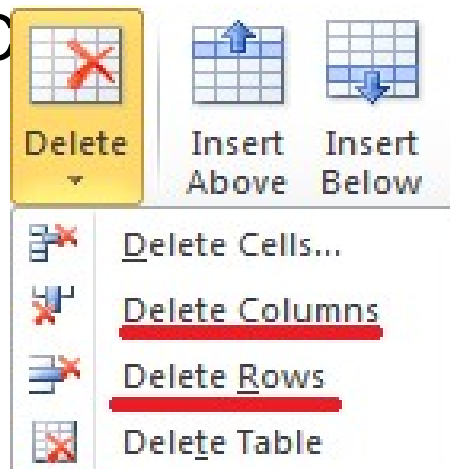 Delete
Insert Above
Insert Below
Delete Cells...
Delete Columns
Delete Rows
Delete Table